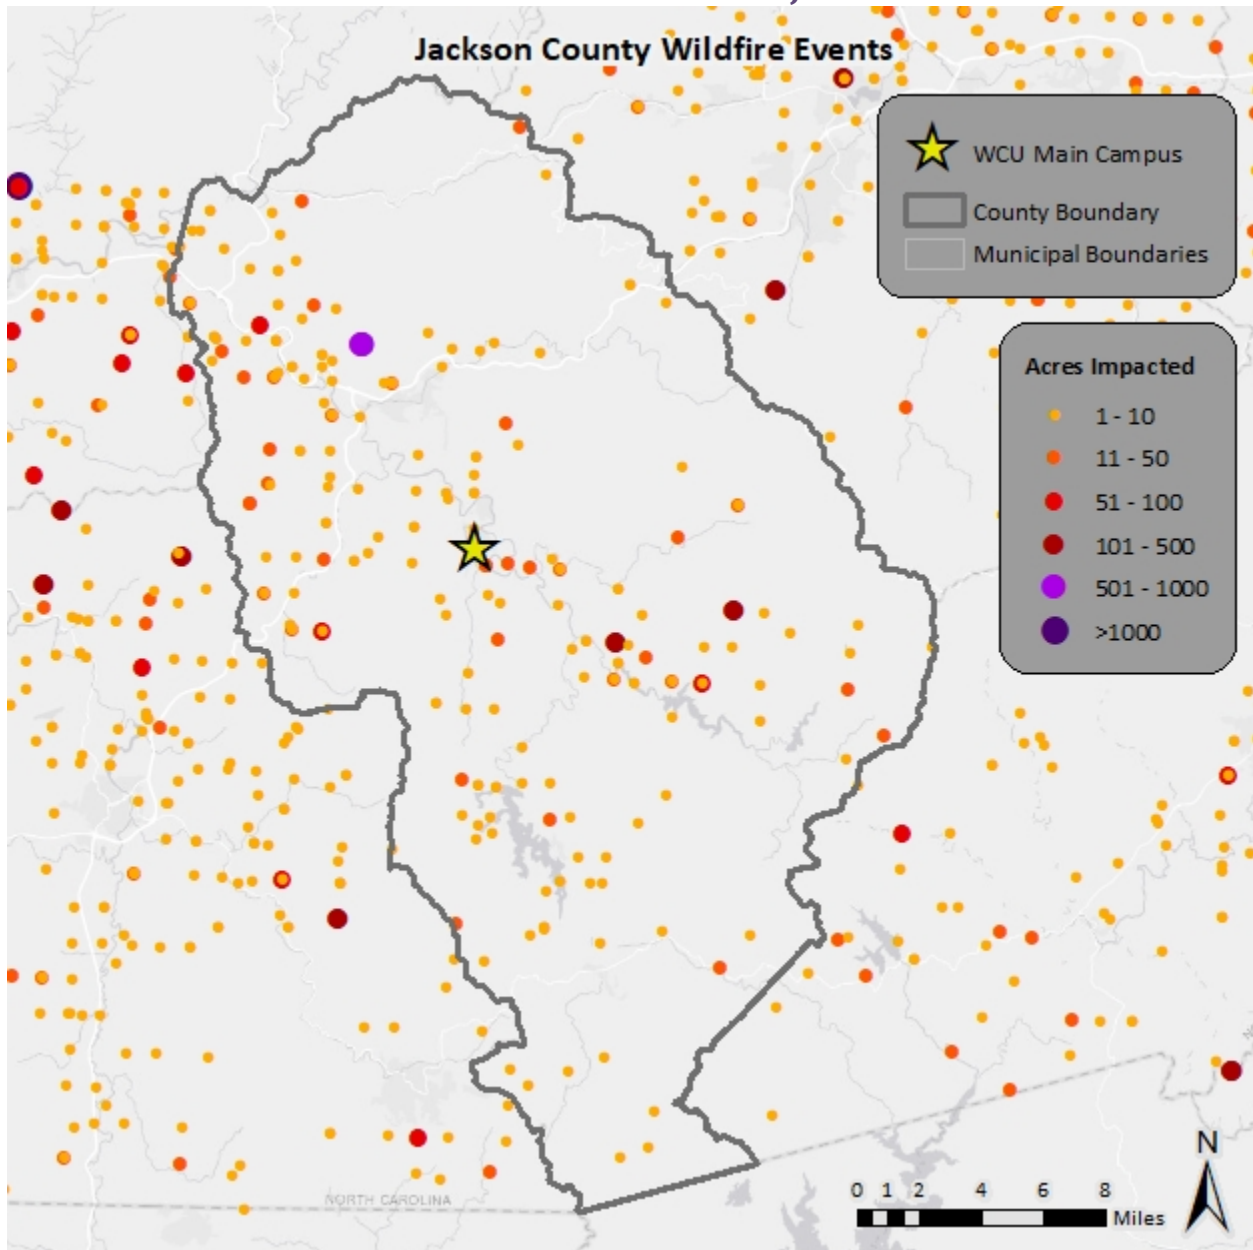 Jackson County Wildfire Events
WCU Main Campus
County Boundary
Municipal Boundaries
Acres Impacted
1 - 10
11 - 50
51 - 100
101 - 500
501 - 1000
>1000
N
0 1 2 4 6 8
Miles
NORTH CAROLINA